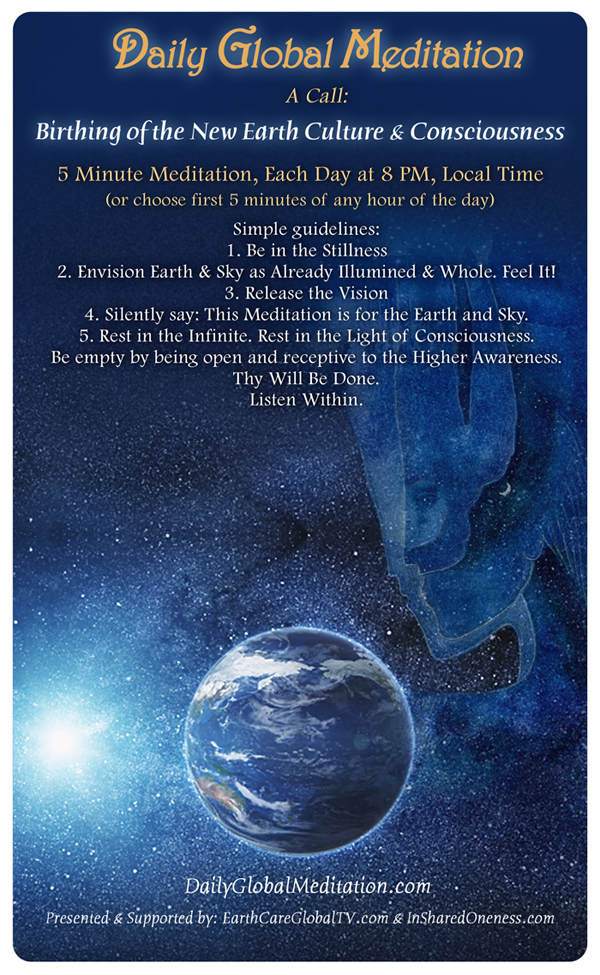 Daily Global Meditation
A Call:
Birthing of the New Earth Culture & Consciousness
5 Minute Meditation, Each Day at 8 PM, Local Time
(or choose first 5 minutes of any hour of the day)
Simple guidelines:
1. Be in the Stillness
2. Envision Earth & Sky as Already Illumined & Whole. Feel It!
3. Release the Vision
4. Silently say: This Meditation is for the Earth and Sky.
5. Rest in the Infinite. Rest in the Light of Consciousness.
Be empty by being open and receptive to the Higher Awareness.
Thy Will Be Done.
Listen Within.
DailyGlobalMeditation.com
Presented & Supported by: EarthCareGlobalTV.com & InSharedOneness.com